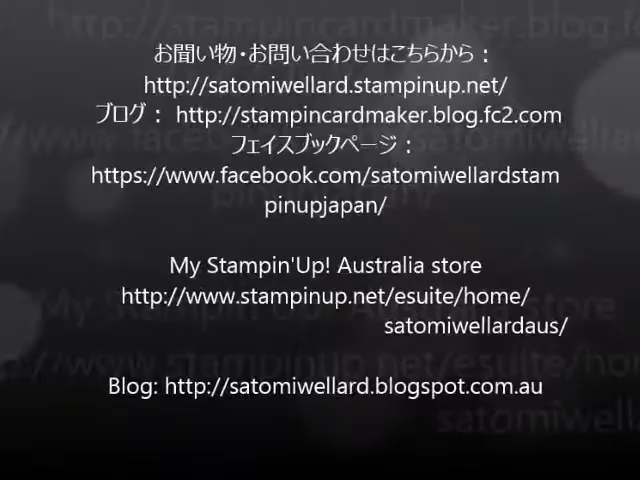 お聞い物・お問い合わせはこちらから：
http://satomiwellard.stampinup.net/
ブログ： http://stampincardmaker.blog.fc2.com
フェイスブックページ：
https://www.facebook.com/satomiwellardstam
pinupjapan/
My Stampin'Up! Australia store
http://www.stampinup.net/esuite/home/
satomiwellardaus/
Blog: http://satomiwellard.blogspot.com.au